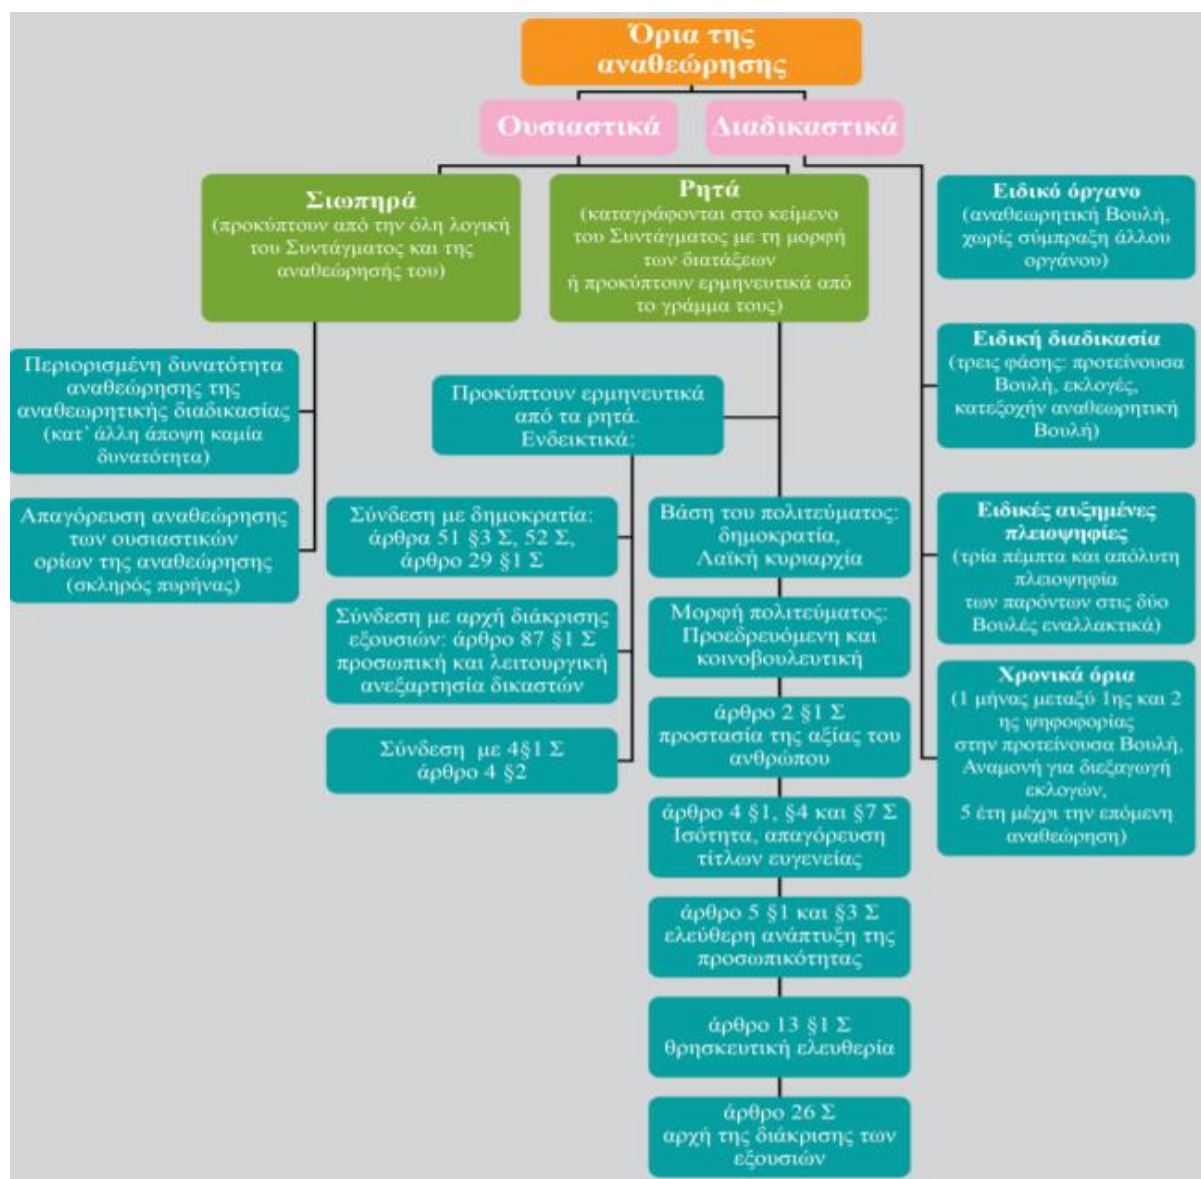 Όρια της
αναθεώρησης
Ουσιαστικά
Διαδικαστικά
Σιωπηρά
(προκύπτουν από την όλη λογική
του Συντάγματος και της
αναθεώρησής του)
Ρητά
(καταγράφονται στο κείμενο
του Συντάγματος με τη μορφή
των διατάξεων
ή προκύπτουν ερμηνευτικά από
το γράμμα τους)
Περιορισμένη δυνατότητα
αναθεώρησης της
αναθεωρητικής διαδικασίας
(κατ' άλλη άποψη καμία
δυνατότητα)
Απαγόρευση αναθεώρησης
των ουσιαστικών
ορίων της αναθεώρησης
(σκληρός πυρήνας)
Προκύπτουν ερμηνευτικά
από τα ρητά.
Ενδεικτικά:
Σύνδεση με δημοκρατία:
άρθρα 51 §3 Σ, 52 Σ,
άρθρο 29 §1 Σ
Σύνδεση με αρχή διάκρισης
εξουσιών: άρθρο 87 §1 Σ
προσωπική και λειτουργική
ανεξαρτησία δικαστών
Σύνδεση με 4§1 Σ
άρθρο 4 §2
Βάση του πολιτεύματος:
δημοκρατία,
Λαϊκή κυριαρχία
Μορφή πολιτεύματος:
Προεδρευόμενη και
κοινοβουλευτική
άρθρο 2 §1 Σ
προστασία της αξίας του
ανθρώπου
άρθρο 4 §1, §4 και §7 Σ
Ισότητα, απαγόρευση
τίτλων ευγενείας
άρθρο 5 §1 και §3 Σ
ελεύθερη ανάπτυξη της
προσωπικότητας
άρθρο 13 §1 Σ
θρησκευτική ελευθερία
άρθρο 26 Σ
αρχή της διάκρισης των
εξουσιών
Ειδικό όργανο
(αναθεωρητική Βουλή,
χωρίς σύμπραξη άλλου
οργάνου)
Ειδική διαδικασία
(τρεις φάσης: προτείνουσα
Βουλή, εκλογές,
κατεξοχήν αναθεωρητική
Βουλή)
Ειδικές αυξημένες
πλειοψηφίες
(τρία πέμπτα και απόλυτη
πλειοψηφία
των παρόντων στις δύο
Βουλές εναλλακτικά)
Χρονικά όρια
(1 μήνας μεταξύ 1ης και 2
ης ψηφοφορίας
στην προτείνουσα Βουλή,
Αναμονή για διεξαγωγή
εκλογών,
5 έτη μέχρι την επόμενη
αναθεώρηση)